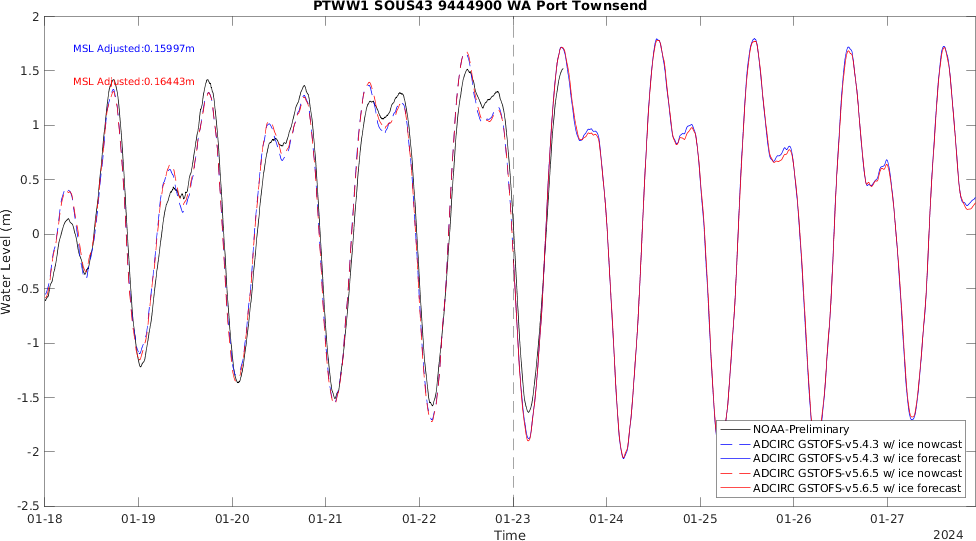 PTWW1 SOUS43 9444900 WA Port Townsend
2
MSL Adjusted:0.15997m
1.5
MSL Adjusted:0.16443m
1
0.5
0
-0.5
-1
-1.5
-2
-2.5
Water Level (m)
NOAA-Preliminary
ADCIRC GSTOFS-v5.4.3 w/ ice nowcast
ADCIRC GSTOFS-v5.4.3 w/ ice forecast
ADCIRC GSTOFS-v5.6.5 w/ ice nowcast
ADCIRC GSTOFS-v5.6.5 w/ ice forecast
01-18 01-19 01-20 01-21 01-22 01-23 01-24 01-25 01-26 01-27
Time
2024